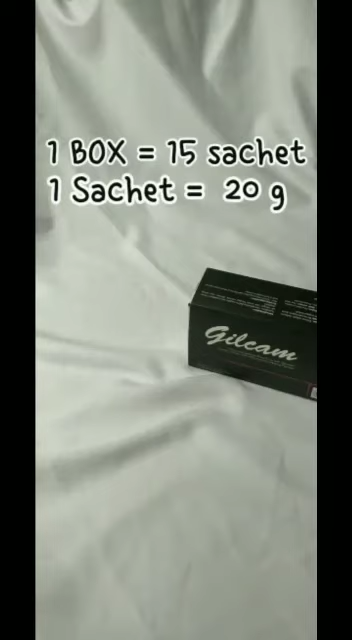 1 BOX = 15 sachet
1 Sachet = 20 g
Gilcam